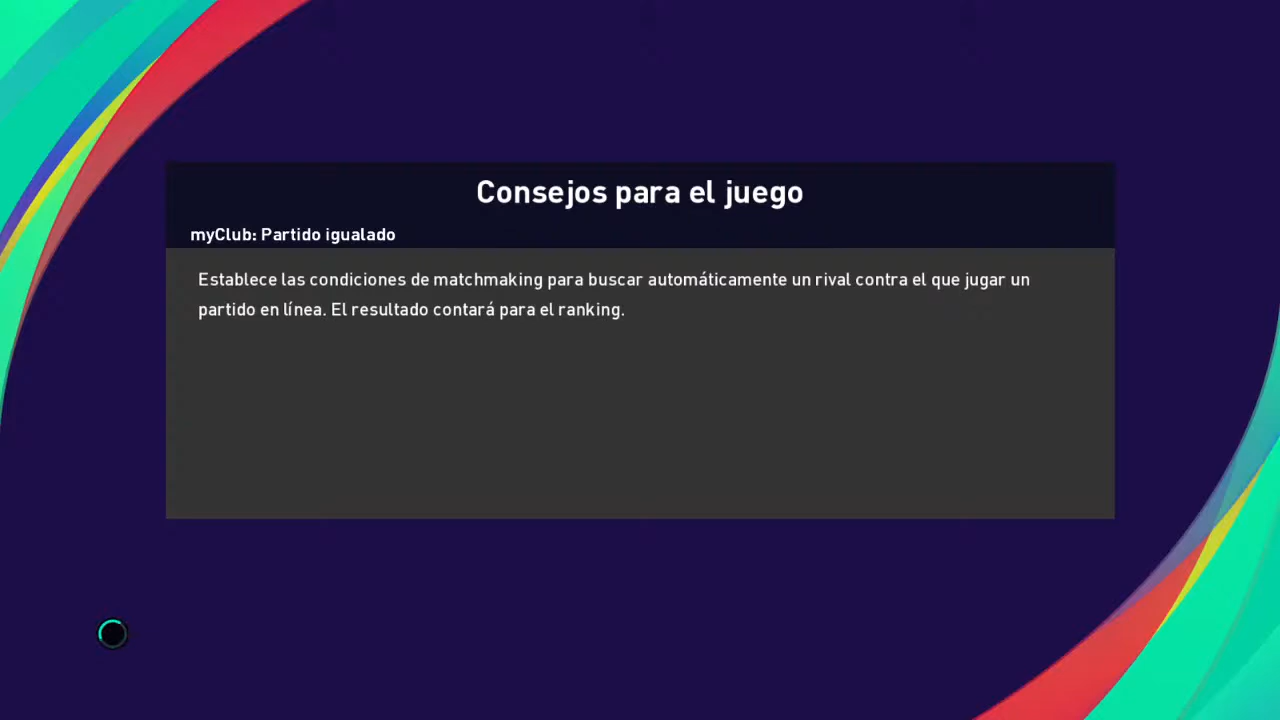 Consejos para el juego
myClub: Partido igualado
Establece las condiciones de matchmaking para buscar automáticamente un rival contra el que jugar un
partido en línea. El resultado contará para el ranking.